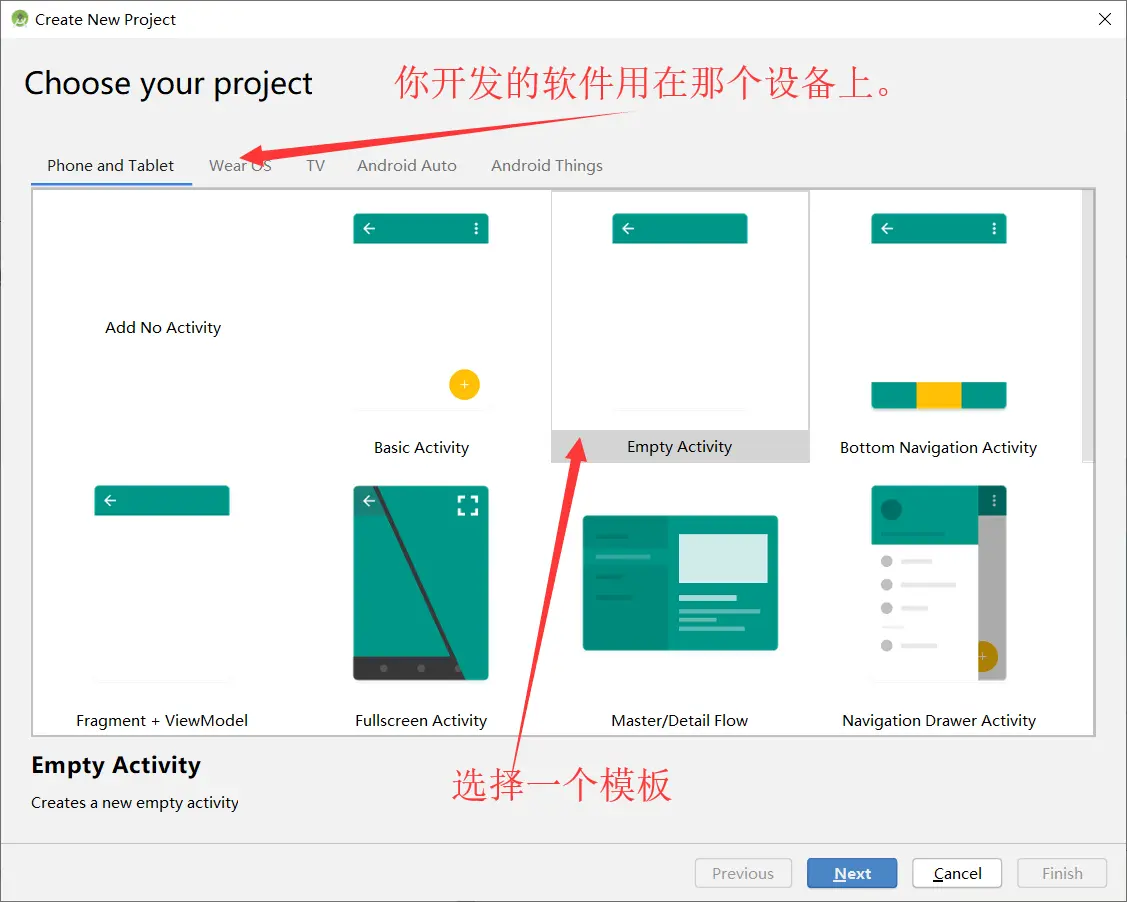 Create New Project
Choose your project
你开发的软件用在那个设备上。
Phone and Tablet
Wear OS
TV
Android Auto
Android Things
Add No Activity
Basic Activity
Empty Activity
Bottom Navigation Activity
Fragment + ViewModel
Fullscreen Activity
Master/Detail Flow
Navigation Drawer Activity
Empty Activity
选择一个模板
Creates a new empty activity
Previous
Next
Cancel
Finish